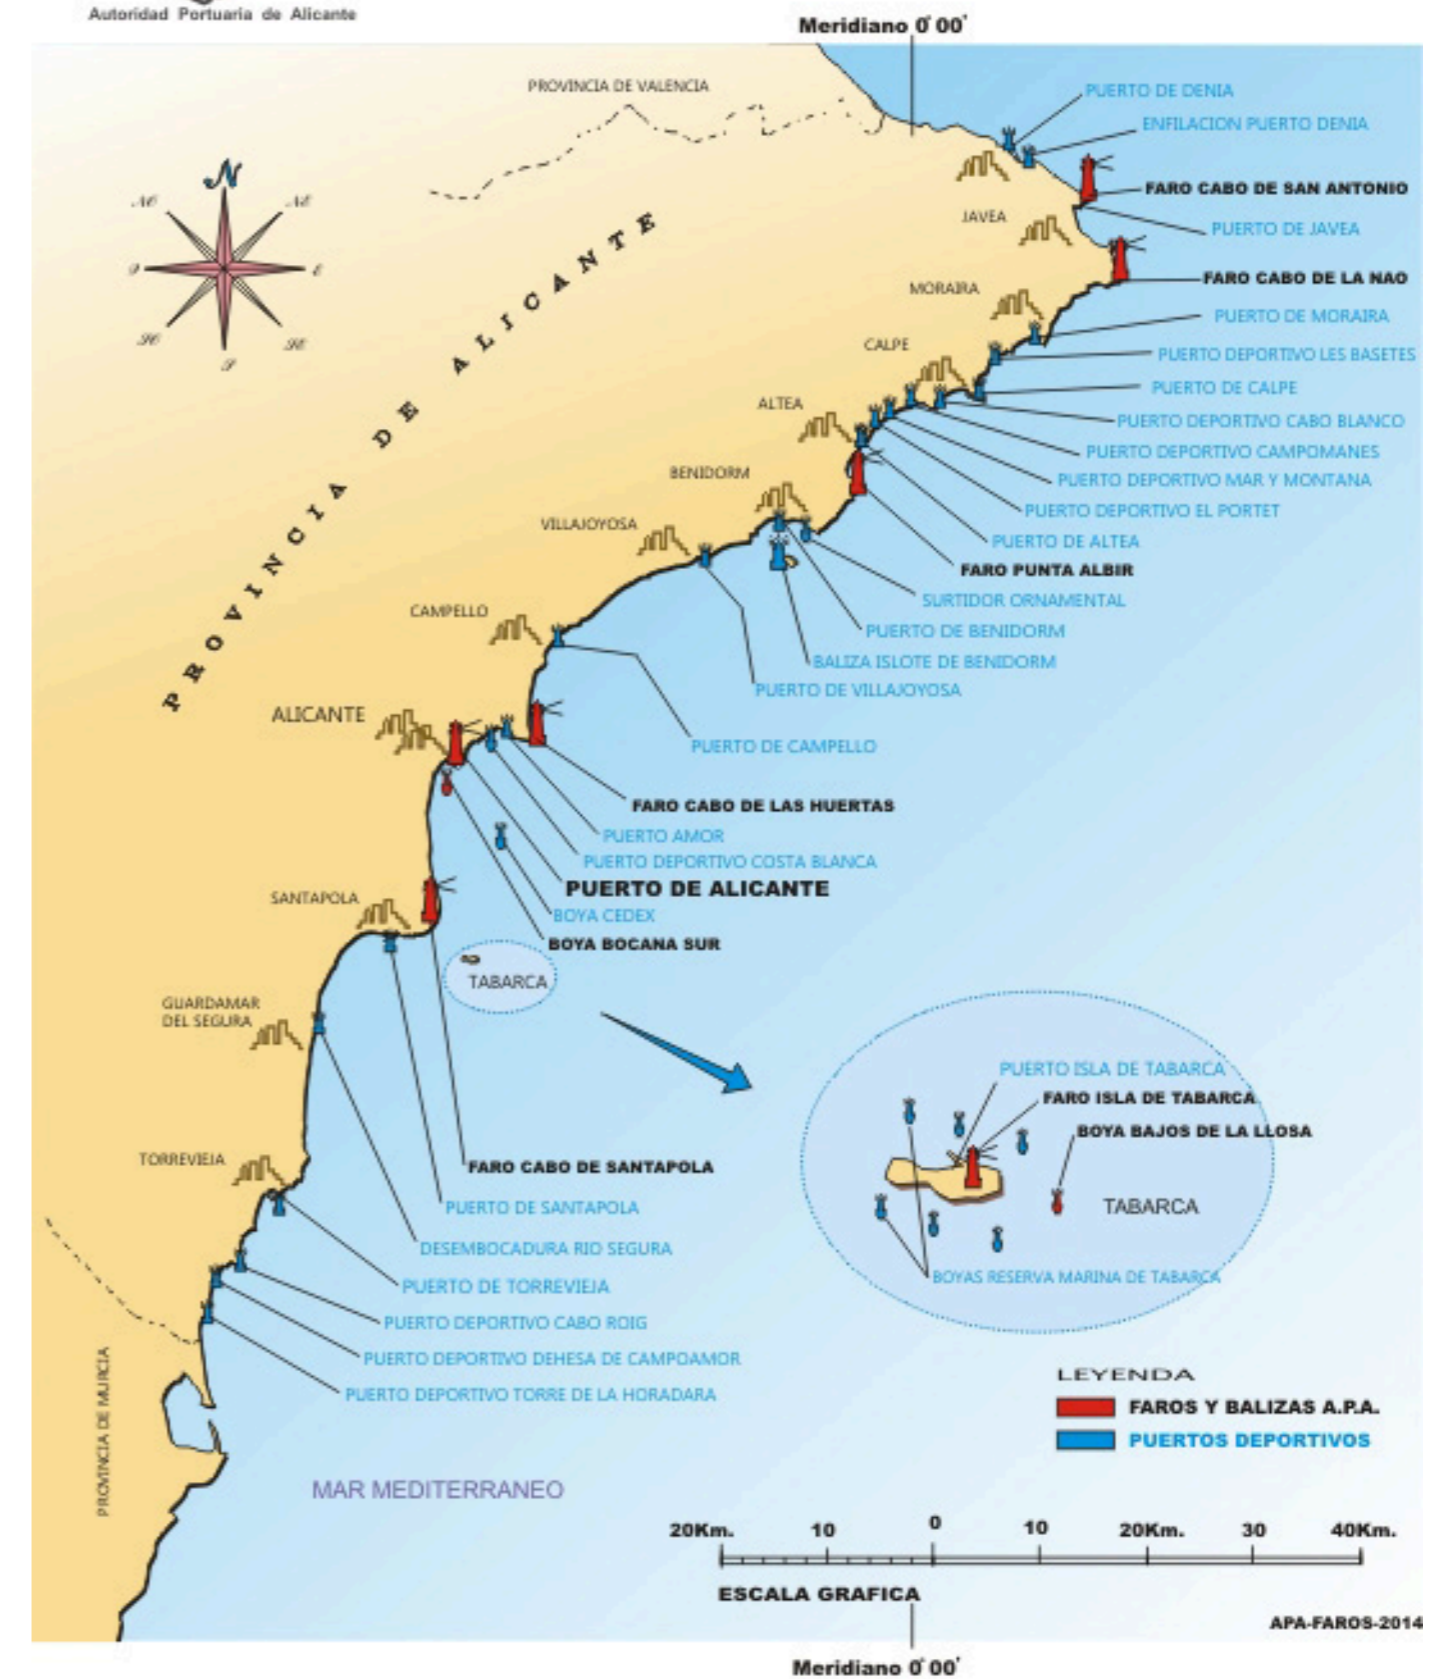 Autoridad Portuaria de Alicante
Meridiano 0° 00'
PROVINCIA DE VALENCIA
PUERTO DE DENIA
ENFILACION PUERTO DENIA
N
FARO CABO DE SAN ANTONIO
JAVEA
PUERTO DE JAVEA
FARO CABO DE LA NAO
MORAIRA
PUERTO DE MORAIRA
CALPE
PUERTO DEPORTIVO LES BASETES
PUERTO DE CALPE
ALTEA
PUERTO DEPORTIVO CABO BLANCO
PUERTO DEPORTIVO CAMPOMANES
BENIDORM
PUERTO DEPORTIVO MAR Y MONTANA
PUERTO DEPORTIVO EL PORTET
VILLAJOYOSA
PUERTO DE ALTEA
FARO PUNTA ALBIR
SURTIDOR ORNAMENTAL
PROVINCIA DE ALICANTE
CAMPELLO
PUERTO DE BENIDORM
BALIZA ISLOTE DE BENIDORM
PUERTO DE VILLAJOYOSA
ALICANTE
PUERTO DE CAMPELLO
FARO CABO DE LAS HUERTAS
PUERTO AMOR
PUERTO DEPORTIVO COSTA BLANCA
PUERTO DE ALICANTE
SANTAPOLA
BOYA CEDEX
BOYA BOCANA SUR
TABARCA
GUARDAMAR
DEL SEGURA
PUERTO ISLA DE TABARCA
FARO ISLA DE TABARCA
BOYA BAJOS DE LA LLOSA
TORREVIEJA
FARO CABO DE SANTAPOLA
PUERTO DE SANTAPOLA
TABARCA
DESEMBOCADURA RIO SEGURA
BOYAS RESERVA MARINA DE TABARCA
PUERTO DE TORREVIEJA
PUERTO DEPORTIVO CABO ROIG
PUERTO DEPORTIVO DEHESA DE CAMPOAMOR
PUERTO DEPORTIVO TORRE DE LA HORADARA
PROVINCIA DE MURCIA
LEYENDA
FAROS Y BALIZAS A.P.A.
PUERTOS DEPORTIVOS
MAR MEDITERRANEO
20Km. 10 0 10 20Km. 30 40Km.
ESCALA GRAFICA
APA-FAROS-2014
Meridiano 0° 00'